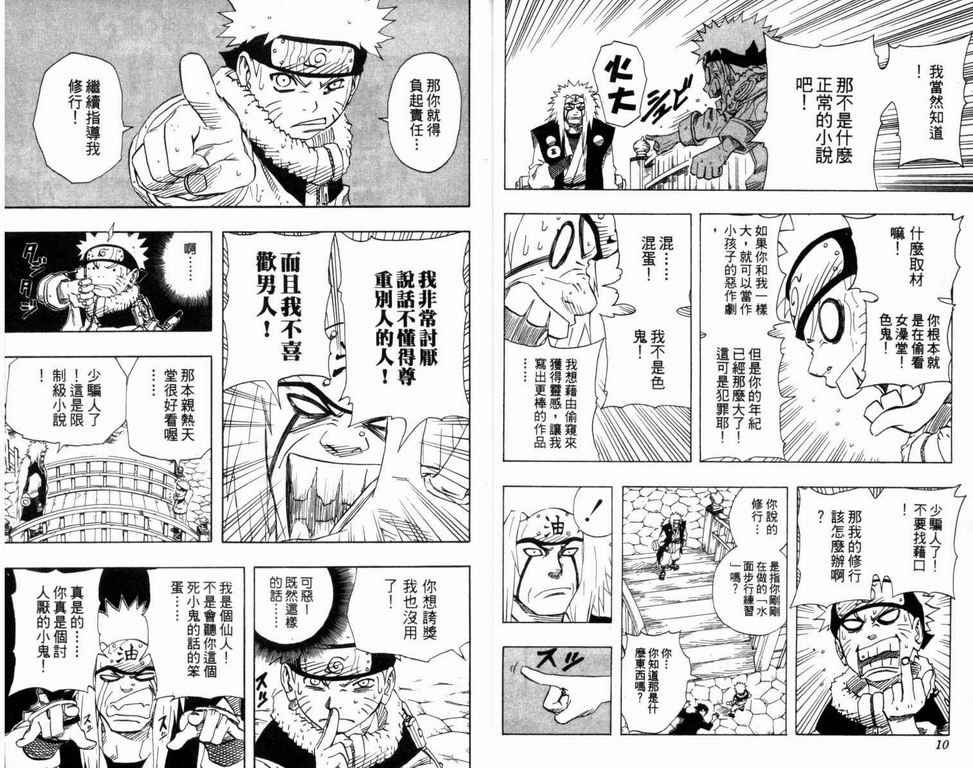 我當然知道
！
那不是什麼
正常的小說
吧！
火
大
シュビ
什麼取材
嘛！
你根本就
是在偷看
女澡堂！
色鬼！
如果你和我一樣
大，就可以當作
小孩子的惡作劇
，
但是你的年紀
已經那麼大了！
這可是犯罪耶！
混……
混蛋！
我不是色
鬼！
我想藉由偷窺來
獲得靈感，讓我
寫出更棒的作品
……
少騙人了！
不要找藉口
！
那我的修行
該怎麼辦啊
？
你說的
修行…
是指你剛剛
在做的「水
面步行練習
」嗎？
你…
你知道那是什
麼東西嗎？
！
油
スッ
10
那你就得
負起責任…
繼續指導我
修行！
我非常討厭
說話不懂得尊
重別人的人！
而且我不喜
歡男人！
啊……
那本親熱天
堂很好看喔
……
少騙人了
！這是限
制級小說
！
你想誇獎
我也沒用
了！
可惡！
既然這樣
的話……
我是個仙人！
不是會聽你這個
死小鬼的話的笨
蛋……
真是的……
你真是個討
人厭的小鬼！
油
ス
ス